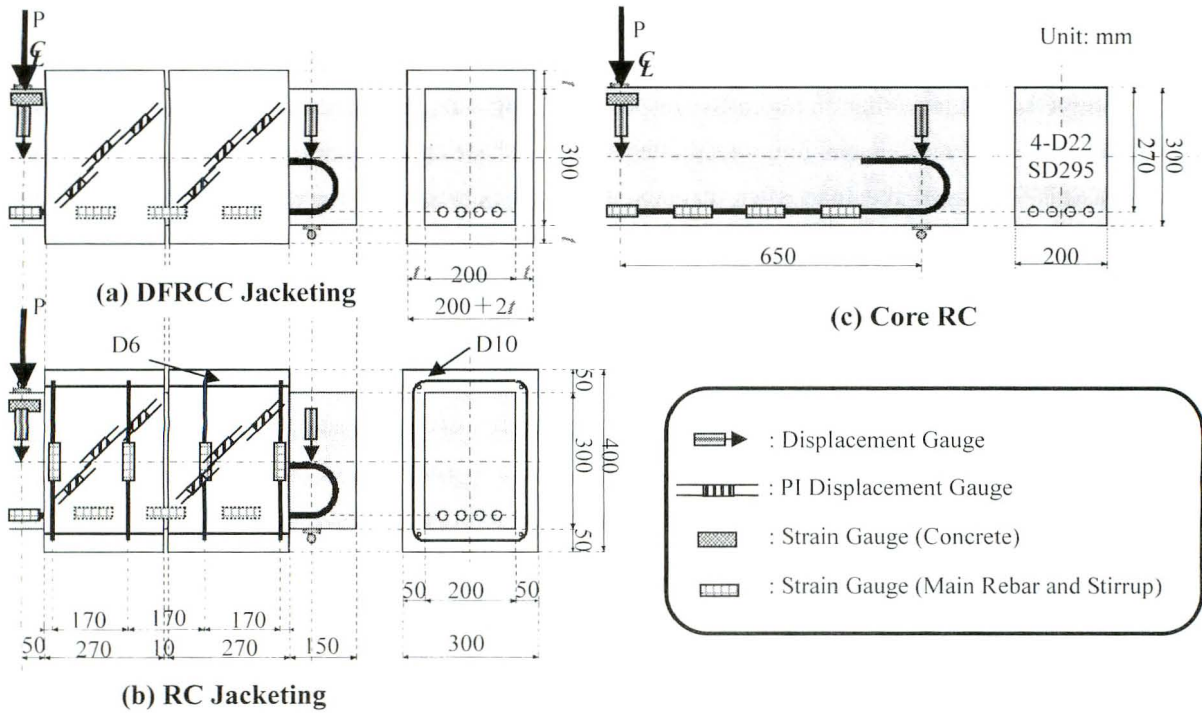 P
℄
t
300
t
t 200 t
200 + 2t
(a) DFRCC Jacketing
P
℄
Unit: mm
4-D22
SD295
270
300
650
200
(c) Core RC
P
D6
D10
50
300
50
400
170 170 170
50 270 10 270 150
50 200 50
300
(b) RC Jacketing
: Displacement Gauge
: PI Displacement Gauge
: Strain Gauge (Concrete)
: Strain Gauge (Main Rebar and Stirrup)